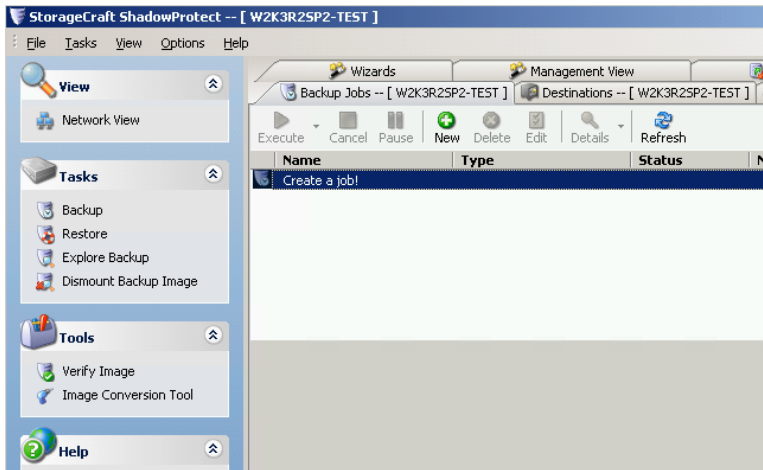 StorageCraft ShadowProtect -- [ W2K3R2SP2-TEST ]
File Tasks View Options Help
View
Network View
Tasks
Backup
Restore
Explore Backup
Dismount Backup Image
Tools
Verify Image
Image Conversion Tool
Help
Wizards Management View
Backup Jobs -- [ W2K3R2SP2-TEST ] Destinations -- [ W2K3R2SP2-TEST ]
Execute Cancel Pause New Delete Edit Details Refresh
Name Type Status N
Create a job!